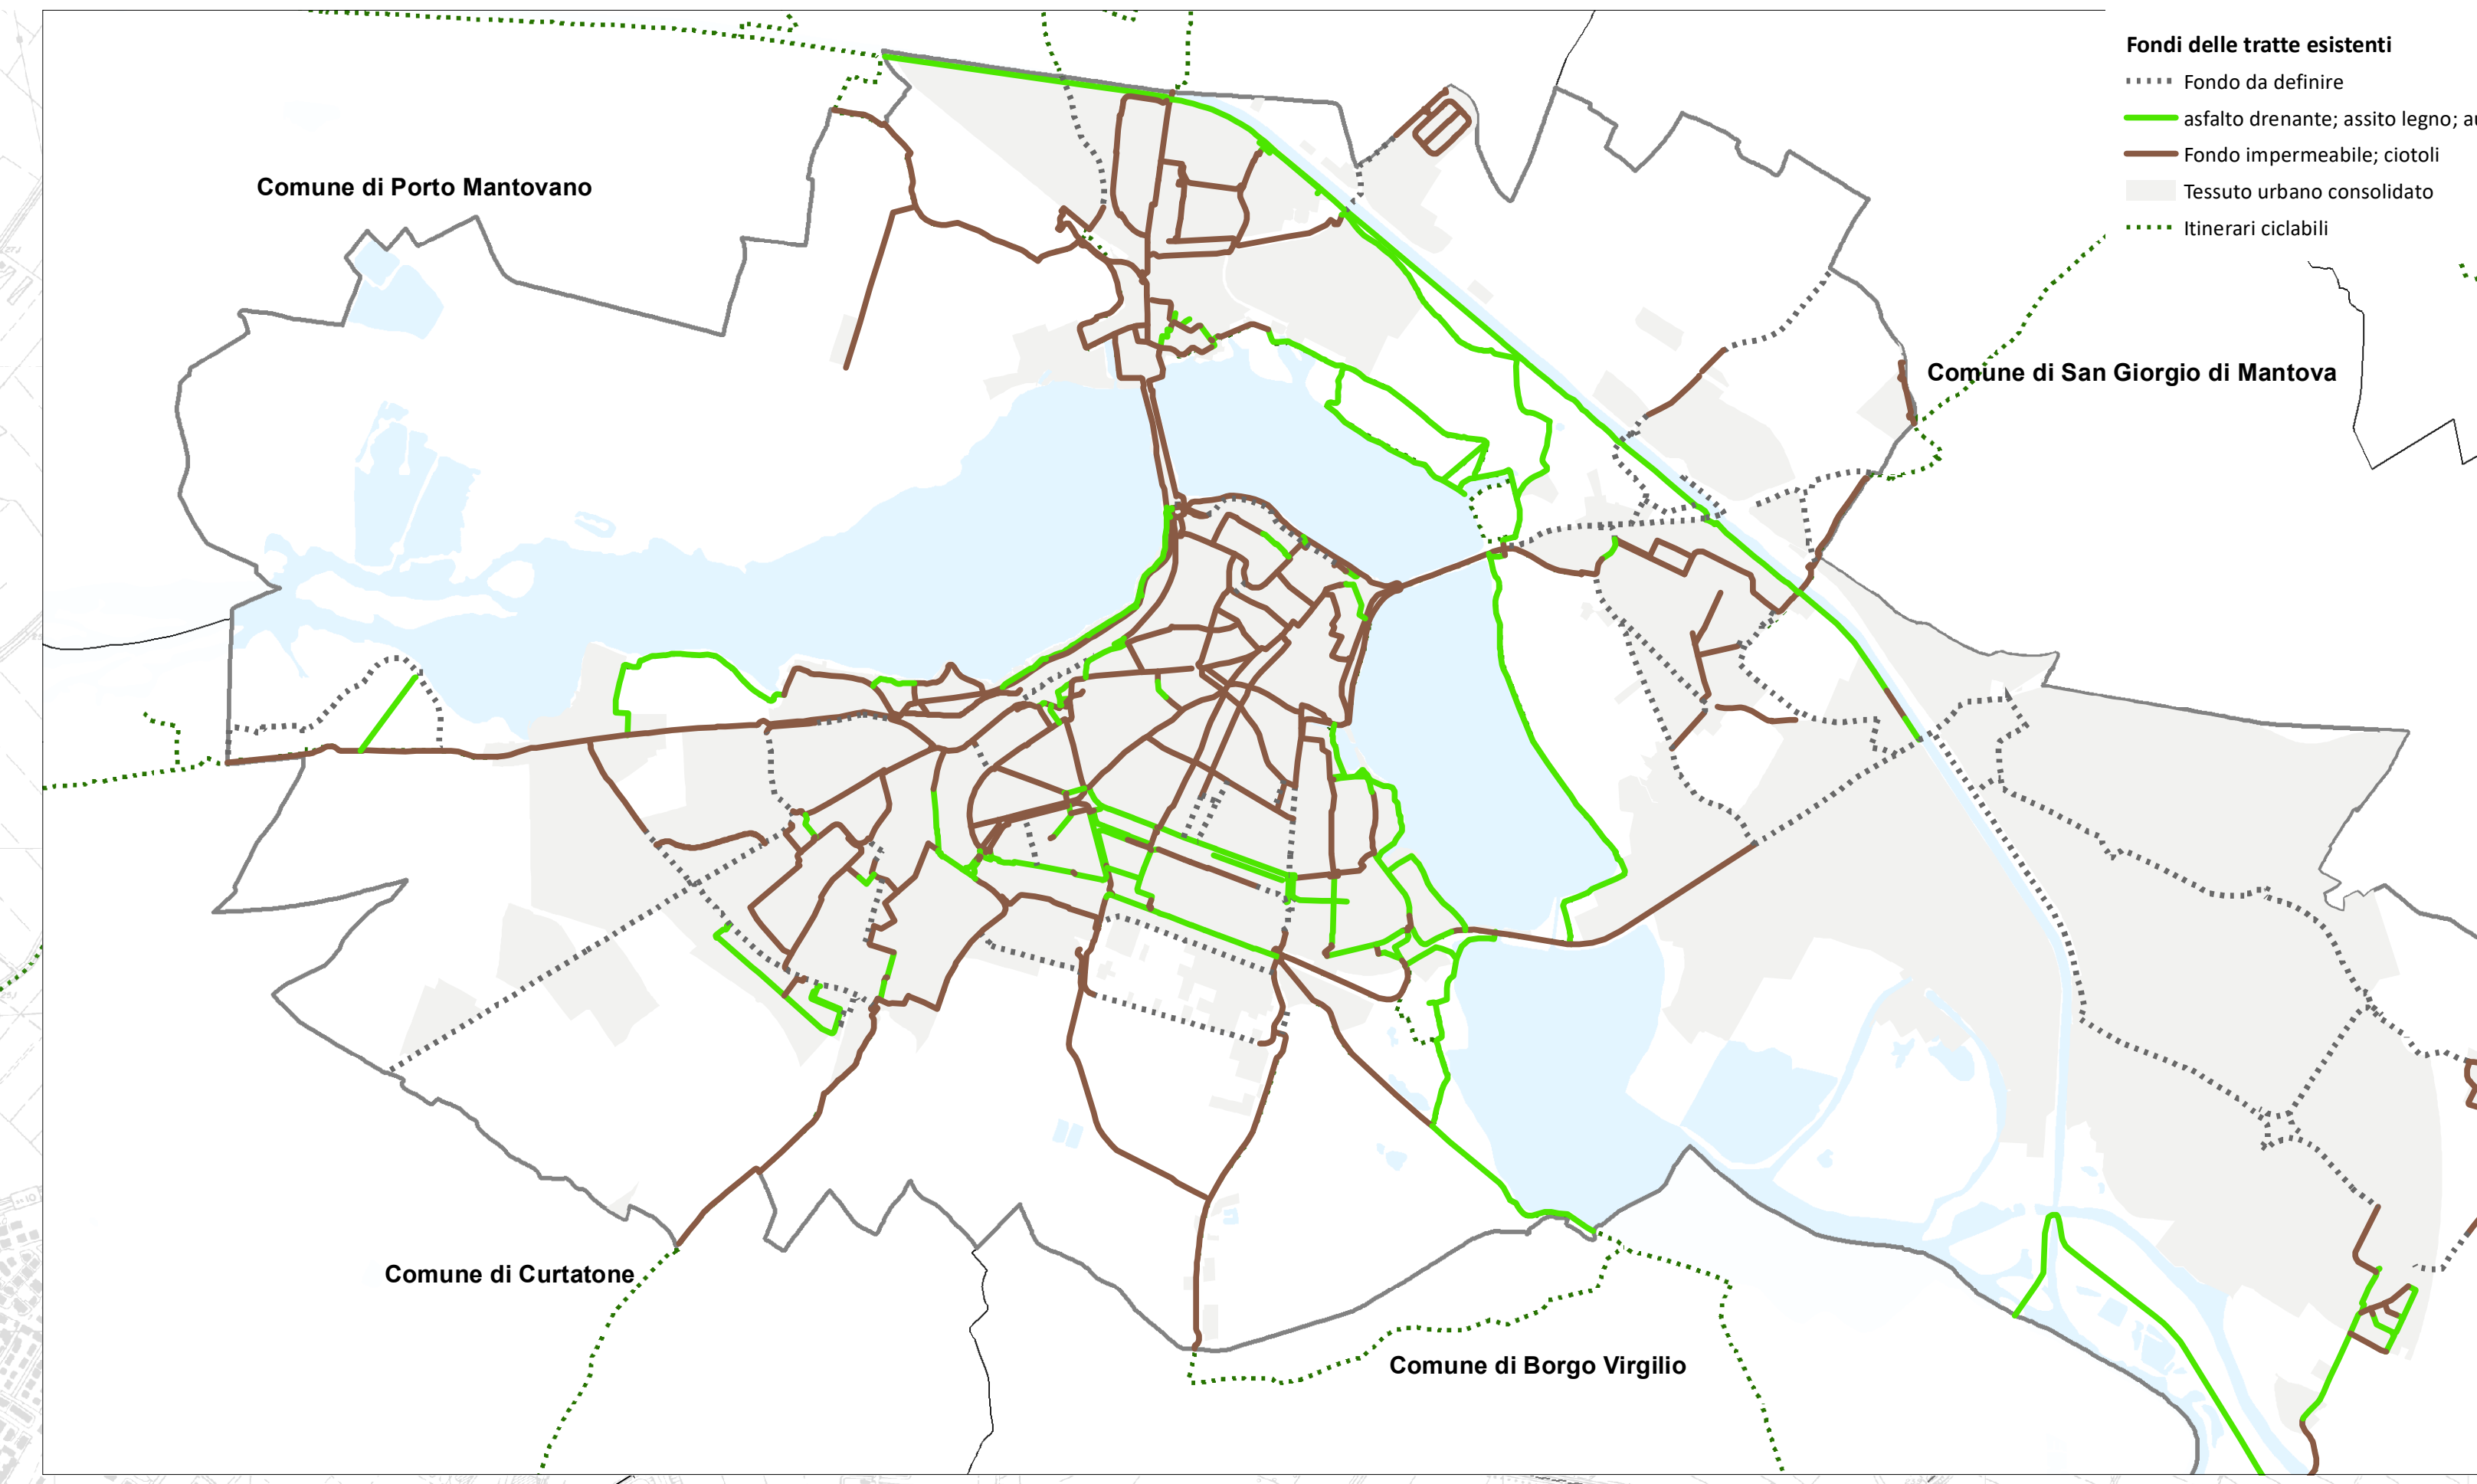 Fondi delle tratte esistenti
Fondo da definire
asfalto drenante; assito legno; au
Fondo impermeabile; ciotoli
Tessuto urbano consolidato
Itinerari ciclabili
Comune di Porto Mantovano
Comune di San Giorgio di Mantova
Comune di Curtatone
Comune di Borgo Virgilio